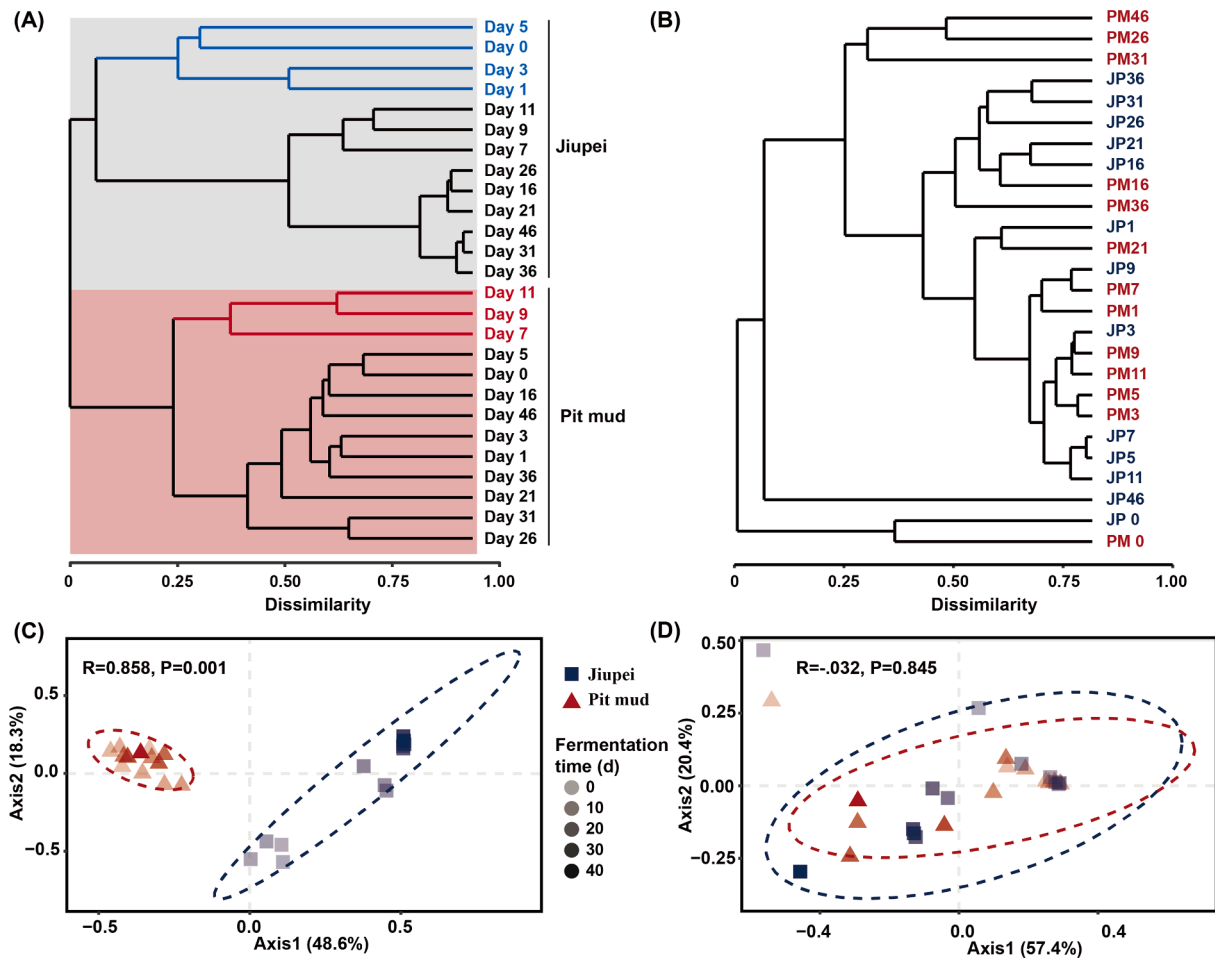 (A)
Day 5
Day 0
Day 3
Day 1
Day 11
Day 9
Day 7
Day 26
Day 16
Day 21
Day 46
Day 31
Day 36
Jiupei
Day 11
Day 9
Day 7
Day 5
Day 0
Day 16
Day 46
Day 3
Day 1
Day 36
Day 21
Day 31
Day 26
Pit mud
0 0.25 0.50 0.75 1.00
Dissimilarity
(B)
PM46
PM26
PM31
JP36
JP31
JP26
JP21
JP16
PM16
PM36
JP1
PM21
JP9
PM7
PM1
JP3
PM9
PM11
PM5
PM3
JP7
JP5
JP11
JP46
JP 0
PM 0
0 0.25 0.50 0.75 1.00
Dissimilarity
(C)
R=0.858, P=0.001
0.5
0.0
−0.5
Axis2 (18.3%)
−0.5 0.0 0.5
Axis1 (48.6%)
Jiupei
Pit mud
Fermentation
time (d)
0
10
20
30
40
(D)
R=-.032, P=0.845
0.50
0.25
0.00
−0.25
Axis2 (20.4%)
−0.4 0.0 0.4
Axis1 (57.4%)